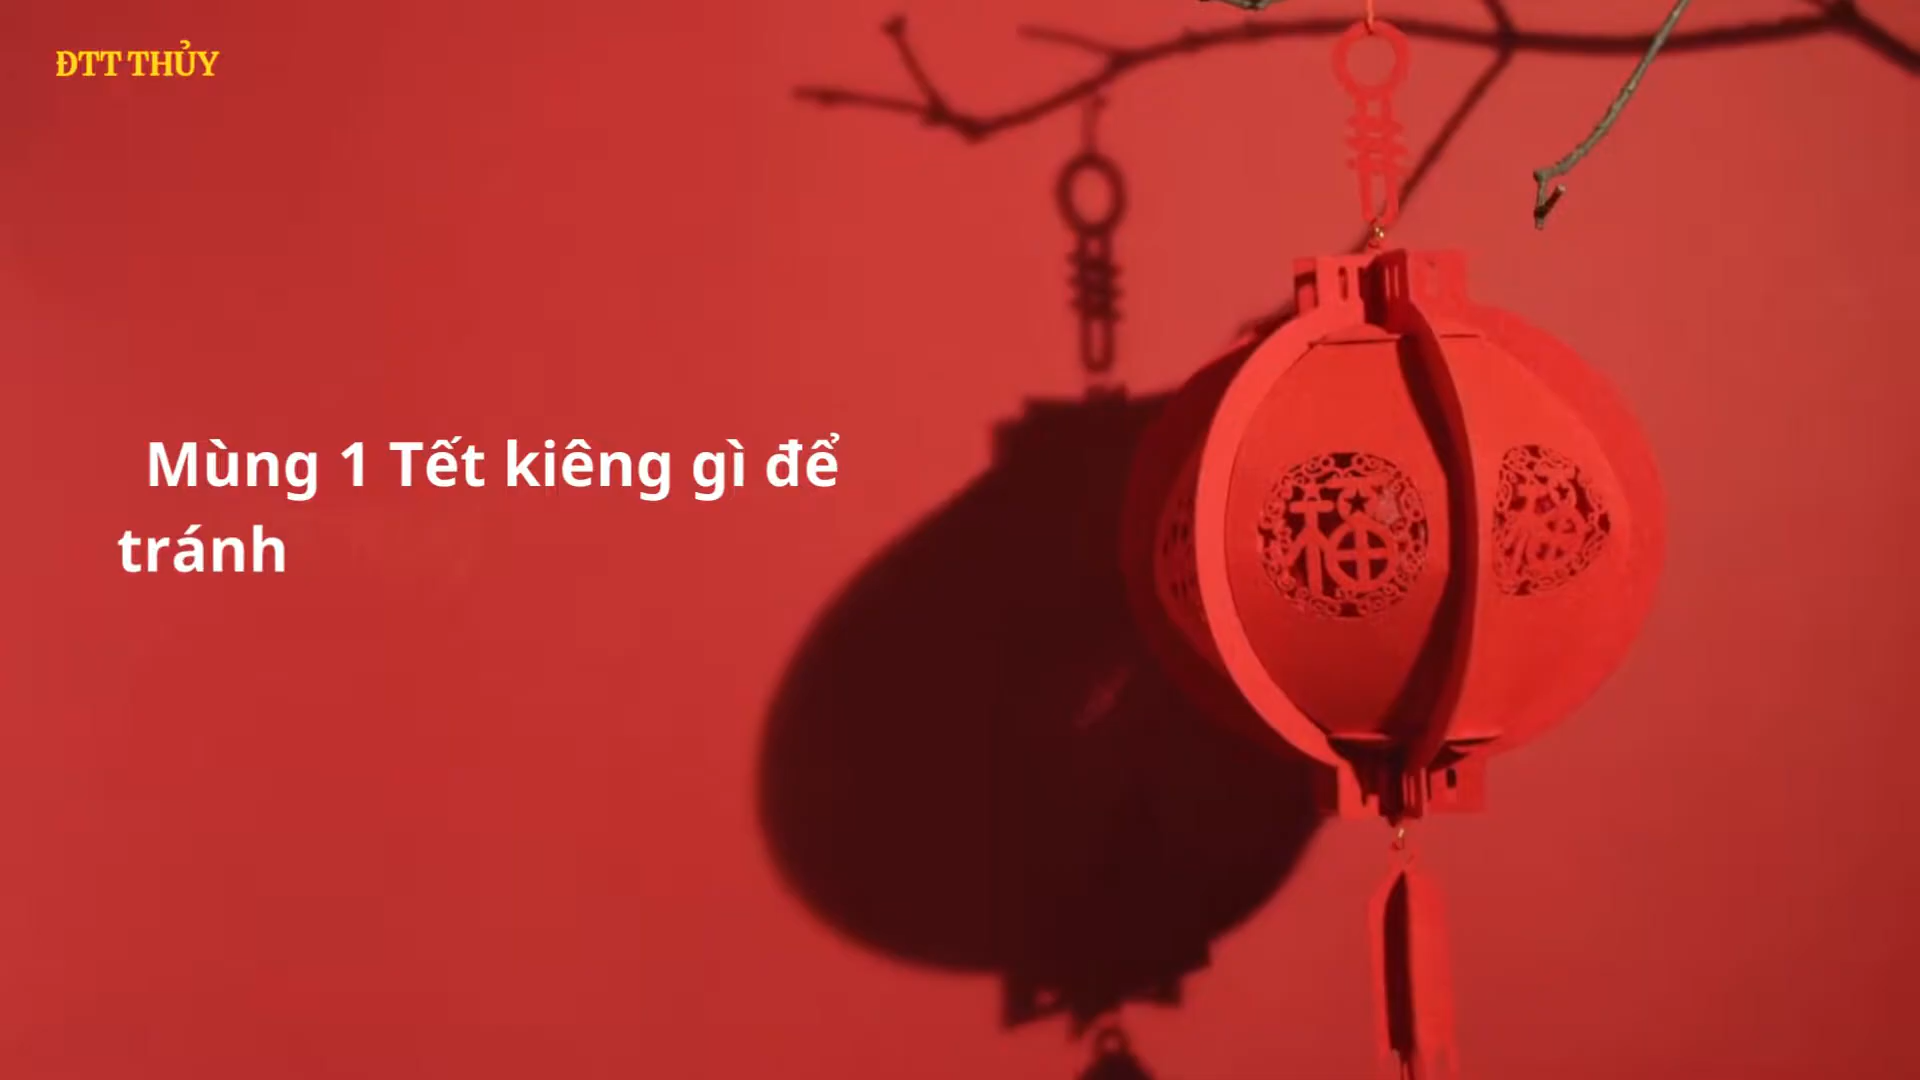 ĐTT THỦY
Mùng 1 Tết kiêng gì để
tránh
福
福